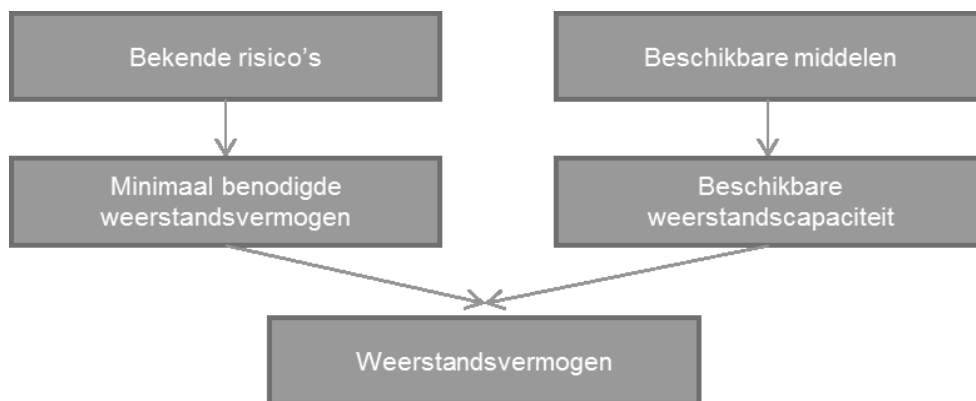 Bekende risico’s
Beschikbare middelen
Minimaal benodigde
weerstandsvermogen
Beschikbare
weerstandscapaciteit
Weerstandsvermogen